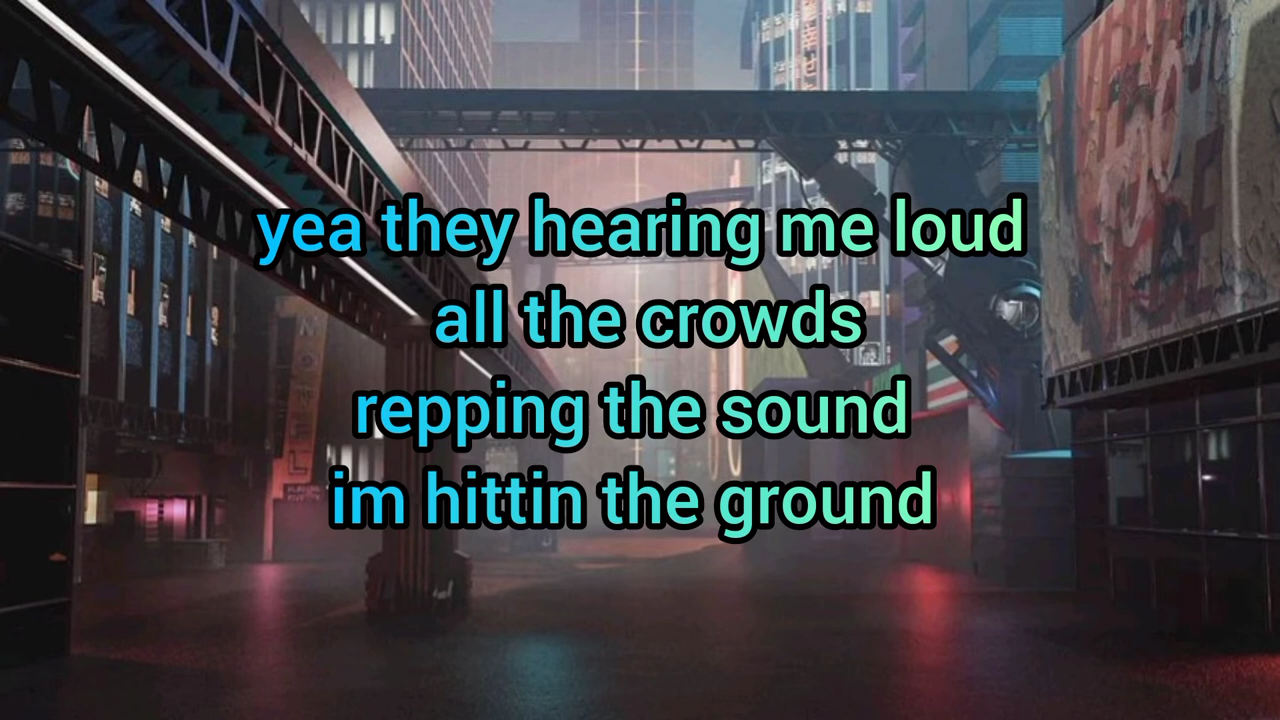 yea they hearing me loud
all the crowds
repping the sound
im hittin the ground